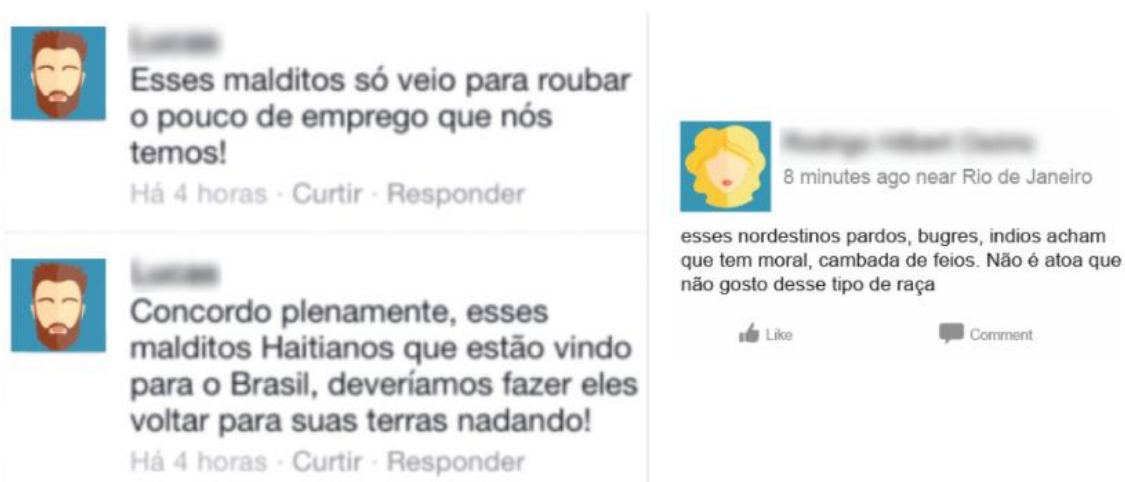 Esses malditos só veio para roubar
o pouco de emprego que nós
temos!
Há 4 horas · Curtir · Responder
Concordo plenamente, esses
malditos Haitianos que estão vindo
para o Brasil, deveríamos fazer eles
voltar para suas terras nadando!
Há 4 horas · Curtir · Responder
8 minutes ago near Rio de Janeiro
esses nordestinos pardos, bugres, indios acham
que tem moral, cambada de feios. Não é atoa que
não gosto desse tipo de raça
Like
Comment